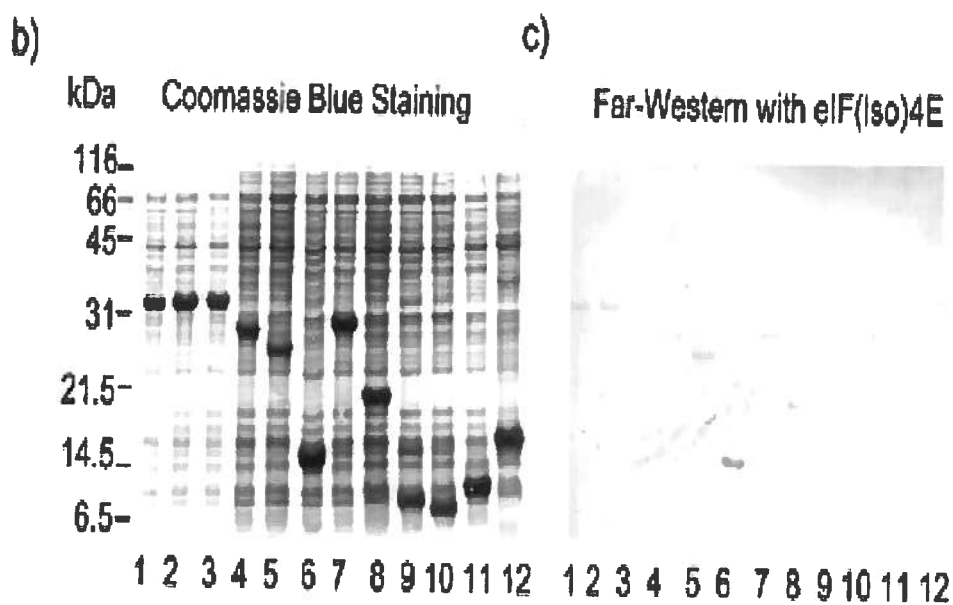 b)
c)
kDa Coomassie Blue Staining
Far-Western with eIF(Iso)4E
116
66
45
31
21.5
14.5
6.5
1 2 3 4 5 6 7 8 9 10 11 12
1 2 3 4 5 6 7 8 9 10 11 12